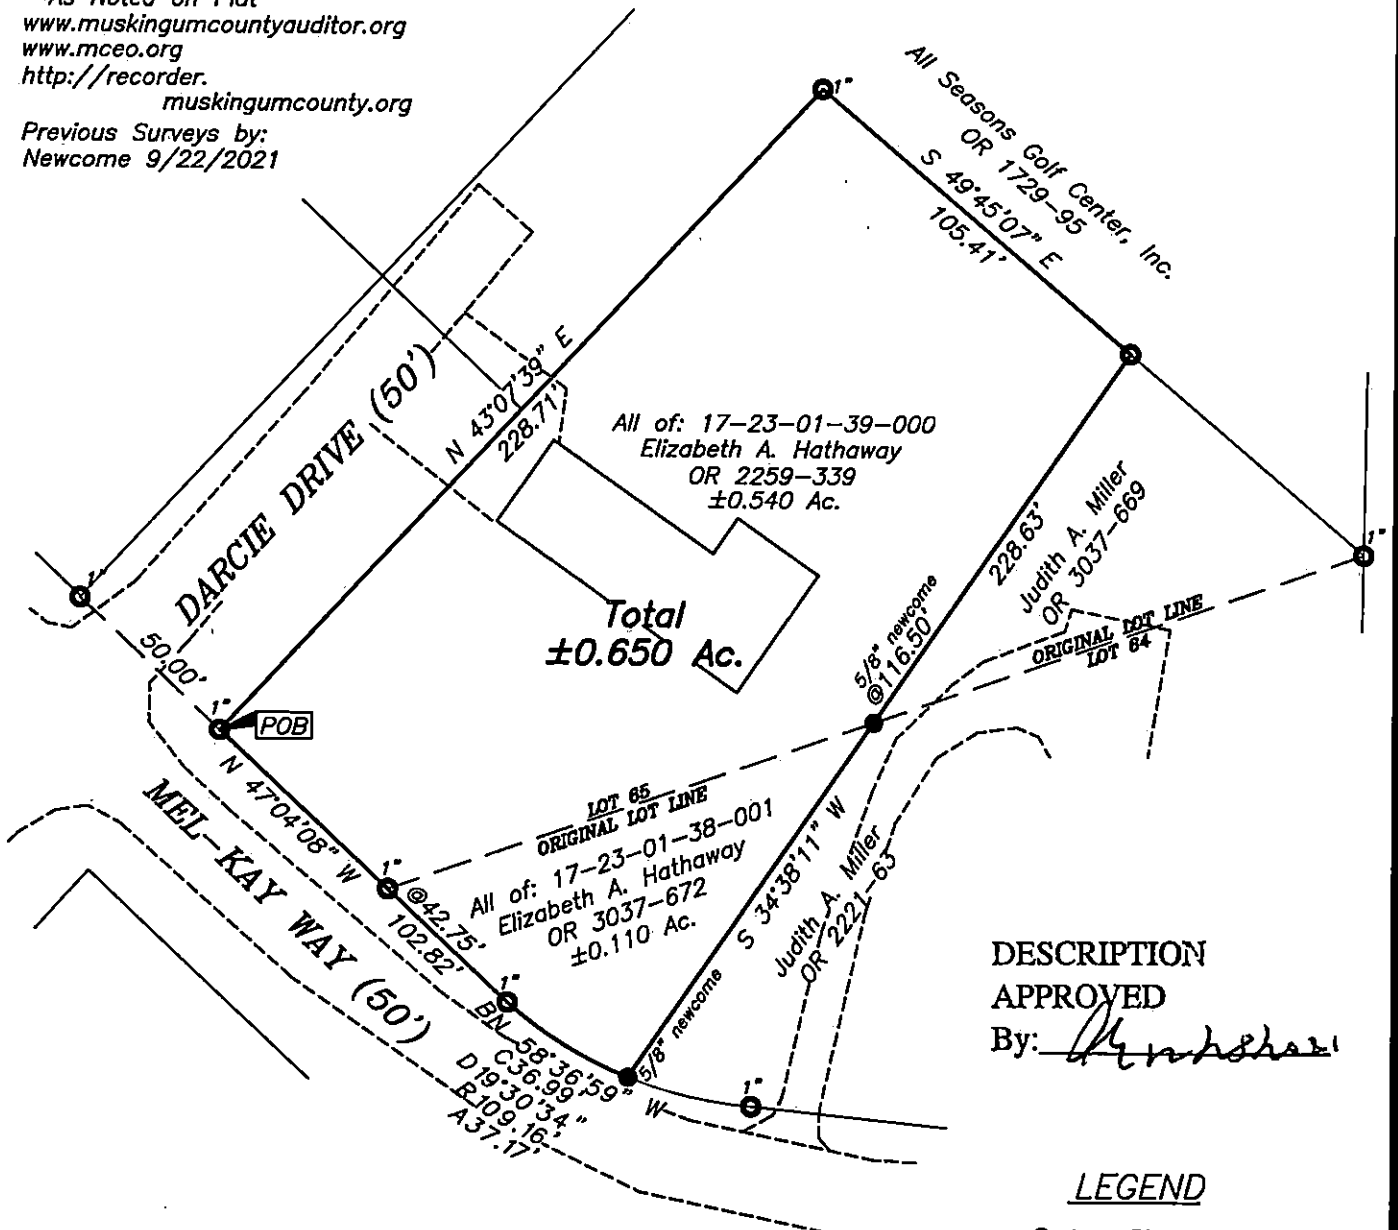 As Noted on Plat
www.muskingumcountyauditor.org
www.mceo.org
http://recorder.
muskingumcounty.org
Previous Surveys by:
Newcome 9/22/2021
1"
All Seasons Golf Center, Inc.
OR 1729-95
S 49°45'07" E
105.41'
DARCIE DRIVE (50')
N 43°07'39" E
228.71'
All of: 17-23-01-39-000
Elizabeth A. Hathaway
OR 2259-339
±0.540 Ac.
228.63'
Judith A. Miller
OR 3037-669
1"
1"
50.00'
Total
±0.650 Ac.
5/8" newcome
@116.50'
ORIGINAL LOT LINE
LOT 64
1"
POB
N 47°04'08" W
102.82'
MEL-KAY WAY (50')
LOT 65
ORIGINAL LOT LINE
1"
@42.75'
All of: 17-23-01-38-001
Elizabeth A. Hathaway
OR 3037-672
±0.110 Ac.
S 34°38'11" W
Judith A. Miller
OR 2221-63
1"
BN 58°36'59" W
C36.99'
D19°30'34"
R109.16'
A37.17'
5/8" newcome
1"
DESCRIPTION
APPROVED
By:
LEGEND